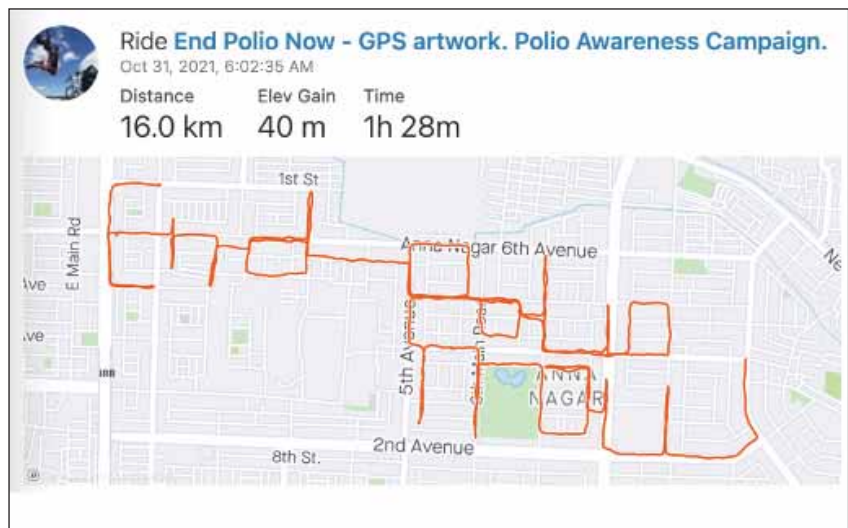 Ride End Polio Now - GPS artwork. Polio Awareness Campaign.
Oct 31, 2021, 6:02:35 AM
Distance Elev Gain Time
16.0 km 40 m 1h 28m
1st St
E Main Rd
Anna Nagar 6th Avenue
Ne
Ave
ve
5th Avenue
ANNA
NAGAR
2nd Avenue
8th St.